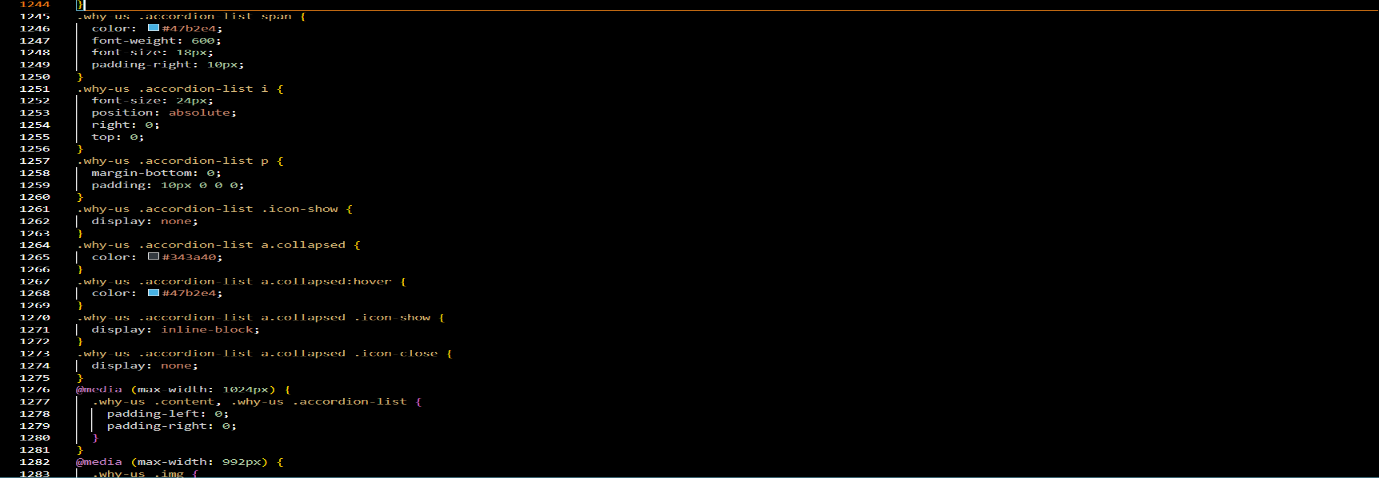 1244 }
1245 .why-us .accordion-list span {
1246 color: #47b2e4;
1247 font-weight: 600;
1248 font-size: 18px;
1249 padding-right: 10px;
1250 }
1251 .why-us .accordion-list i {
1252 font-size: 24px;
1253 position: absolute;
1254 right: 0;
1255 top: 0;
1256 }
1257 .why-us .accordion-list p {
1258 margin-bottom: 0;
1259 padding: 10px 0 0 0;
1260 }
1261 .why-us .accordion-list .icon-show {
1262 display: none;
1263 }
1264 .why-us .accordion-list a.collapsed {
1265 color: #343a40;
1266 }
1267 .why-us .accordion-list a.collapsed:hover {
1268 color: #47b2e4;
1269 }
1270 .why-us .accordion-list a.collapsed .icon-show {
1271 display: inline-block;
1272 }
1273 .why-us .accordion-list a.collapsed .icon-close {
1274 display: none;
1275 }
1276 @media (max-width: 1024px) {
1277 .why-us .content, .why-us .accordion-list {
1278 padding-left: 0;
1279 padding-right: 0;
1280 }
1281 }
1282 @media (max-width: 992px) {
1283 .why-us .img {